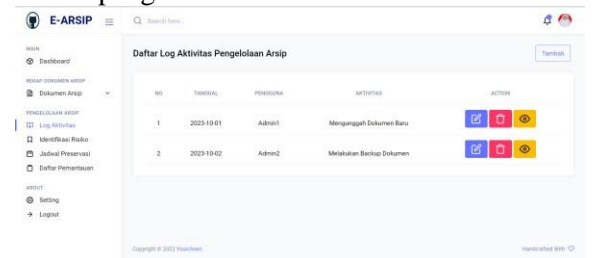 E-ARSIP
Search here..
MAIN
Dashboard
REKAP DOKUMEN ARSIP
Dokumen Arsip
PENGELOLAAN ARSIP
Log Aktivitas
Identifikasi Risiko
Jadwal Preservasi
Daftar Pemantauan
ABOUT
Setting
Logout
Daftar Log Aktivitas Pengelolaan Arsip
Tambah
NO TANGGAL PENGGUNA AKTIVITAS ACTION
1 2023-10-01 Admin1 Mengunggah Dokumen Baru
2 2023-10-02 Admin2 Melakukan Backup Dokumen
Copyright © 2023
Handcrafted With